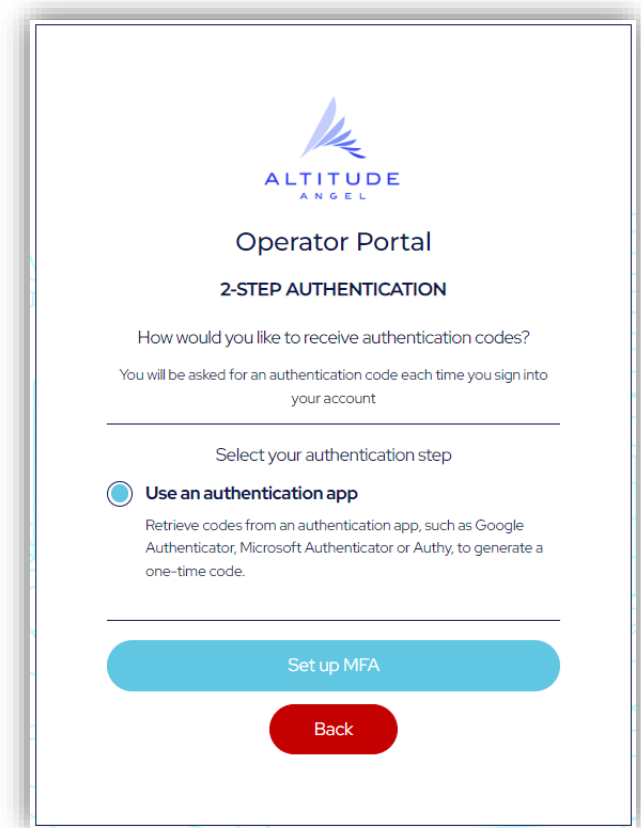 ALTITUDE
ANGEL
Operator Portal
2-STEP AUTHENTICATION
How would you like to receive authentication codes?
You will be asked for an authentication code each time you sign into
your account
Select your authentication step
Use an authentication app
Retrieve codes from an authentication app, such as Google
Authenticator, Microsoft Authenticator or Authy, to generate a
one-time code.
Set up MFA
Back